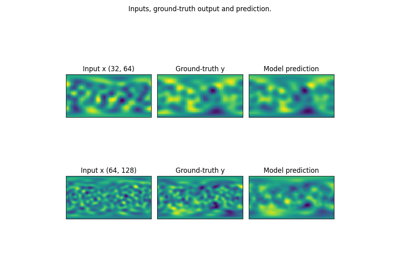 Inputs, ground-truth output and prediction.
Input x (32, 64) Ground-truth y Model prediction
Input x (64, 128) Ground-truth y Model prediction